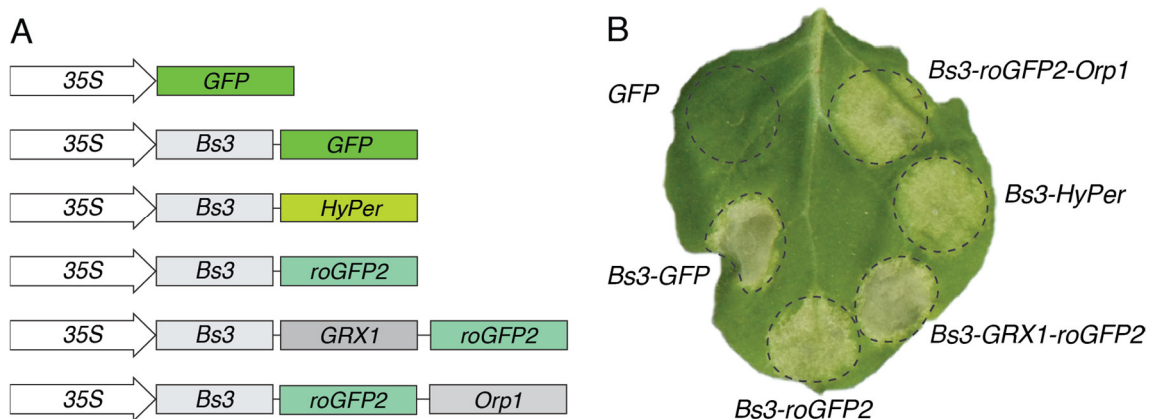 A
35S GFP
35S Bs3 GFP
35S Bs3 HyPer
35S Bs3 roGFP2
35S Bs3 GRX1 roGFP2
35S Bs3 roGFP2 Orp1
B
GFP
Bs3-roGFP2-Orp1
Bs3-HyPer
Bs3-GFP
Bs3-GRX1-roGFP2
Bs3-roGFP2